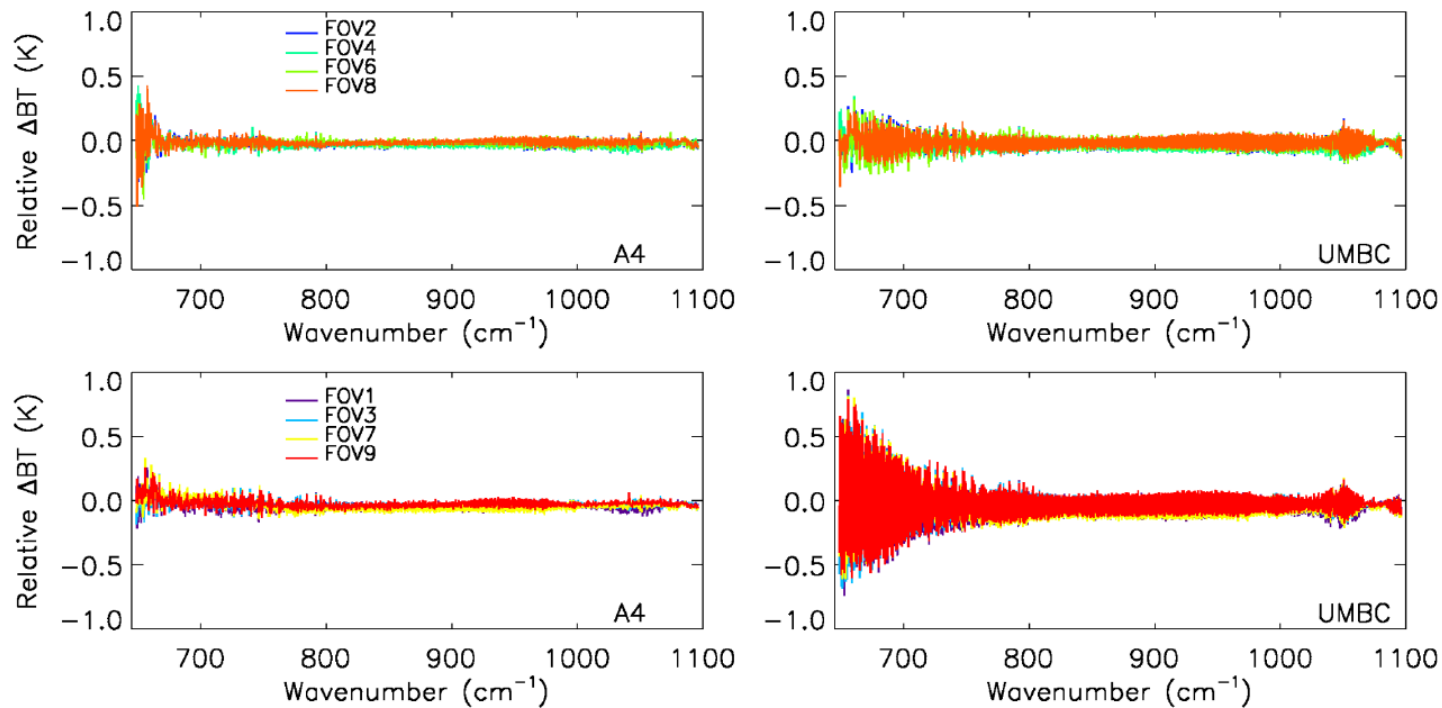 Relative ΔBT (K)
1.0
0.5
0.0
−0.5
−1.0
FOV2
FOV4
FOV6
FOV8
A4
700 800 900 1000 1100
Wavenumber (cm⁻¹)
1.0
0.5
0.0
−0.5
−1.0
UMBC
700 800 900 1000 1100
Wavenumber (cm⁻¹)
Relative ΔBT (K)
1.0
0.5
0.0
−0.5
−1.0
FOV1
FOV3
FOV7
FOV9
A4
700 800 900 1000 1100
Wavenumber (cm⁻¹)
1.0
0.5
0.0
−0.5
−1.0
UMBC
700 800 900 1000 1100
Wavenumber (cm⁻¹)